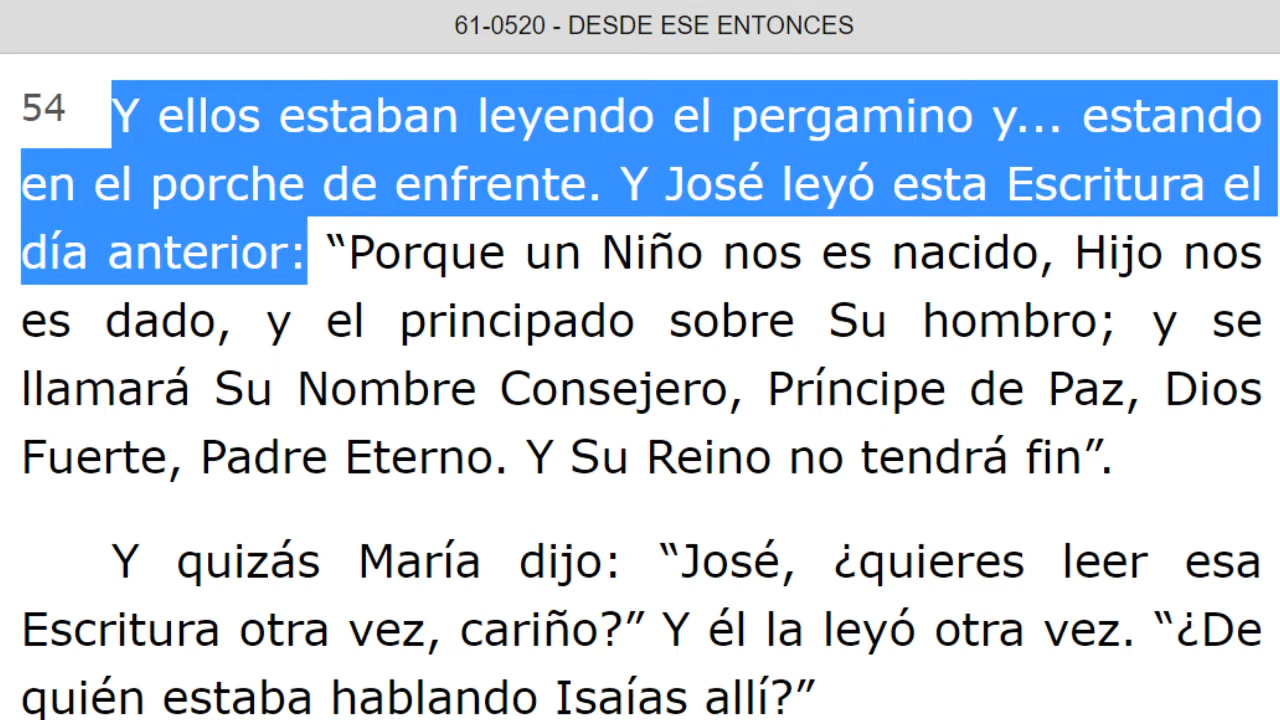 61-0520 - DESDE ESE ENTONCES
54 Y ellos estaban leyendo el pergamino y... estando
en el porche de enfrente. Y José leyó esta Escritura el
día anterior: “Porque un Niño nos es nacido, Hijo nos
es dado, y el principado sobre Su hombro; y se
llamará Su Nombre Consejero, Príncipe de Paz, Dios
Fuerte, Padre Eterno. Y Su Reino no tendrá fin”.
Y quizás María dijo: “José, ¿quieres leer esa
Escritura otra vez, cariño?” Y él la leyó otra vez. “¿De
quién estaba hablando Isaías allí?”